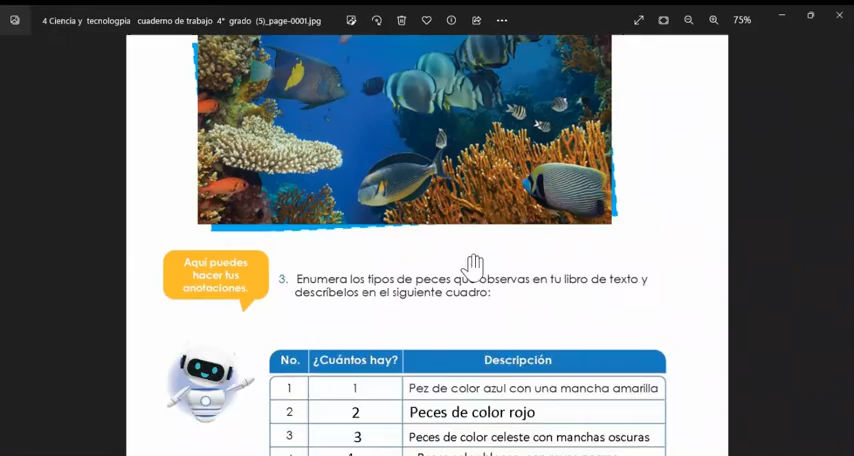 4 Ciencia y tecnologpia cuaderno de trabajo 4° grado (5)_page-0001.jpg
75%
Aquí puedes
hacer tus
anotaciones.
3. Enumera los tipos de peces que observas en tu libro de texto y
descríbelos en el siguiente cuadro:
No. ¿Cuántos hay? Descripción
1 1 Pez de color azul con una mancha amarilla
2 2 Peces de color rojo
3 3 Peces de color celeste con manchas oscuras